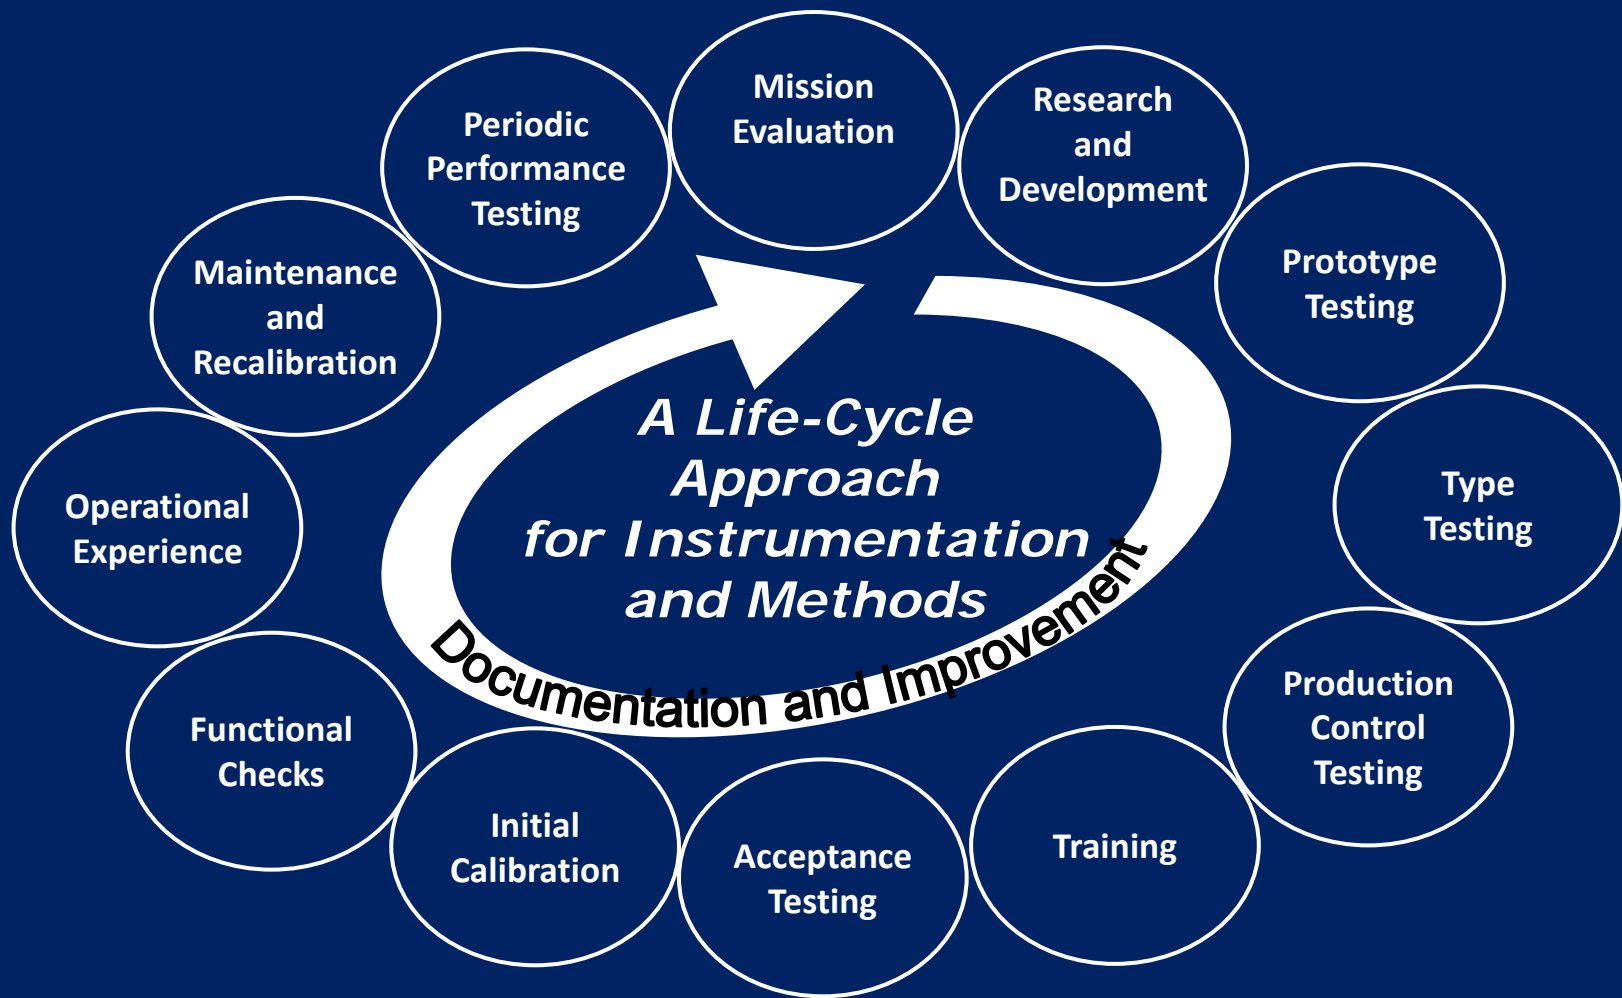 Mission
Evaluation
Research
and
Development
Prototype
Testing
Type
Testing
Production
Control
Testing
Training
Acceptance
Testing
Initial
Calibration
Functional
Checks
Operational
Experience
Maintenance
and
Recalibration
Periodic
Performance
Testing
A Life-Cycle
Approach
for Instrumentation
and Methods
Documentation and Improvement